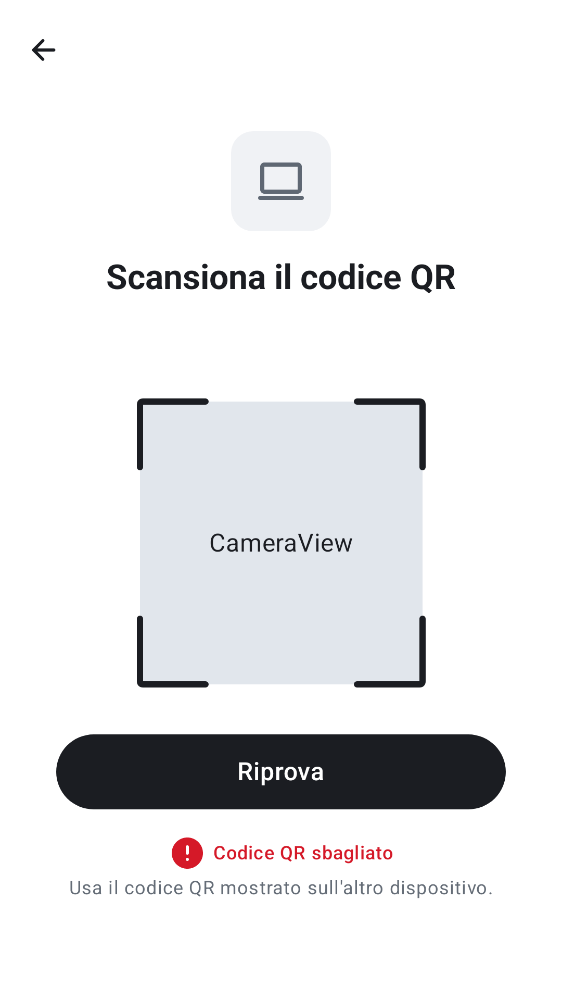 Scansiona il codice QR
CameraView
Riprova
Codice QR sbagliato
Usa il codice QR mostrato sull'altro dispositivo.